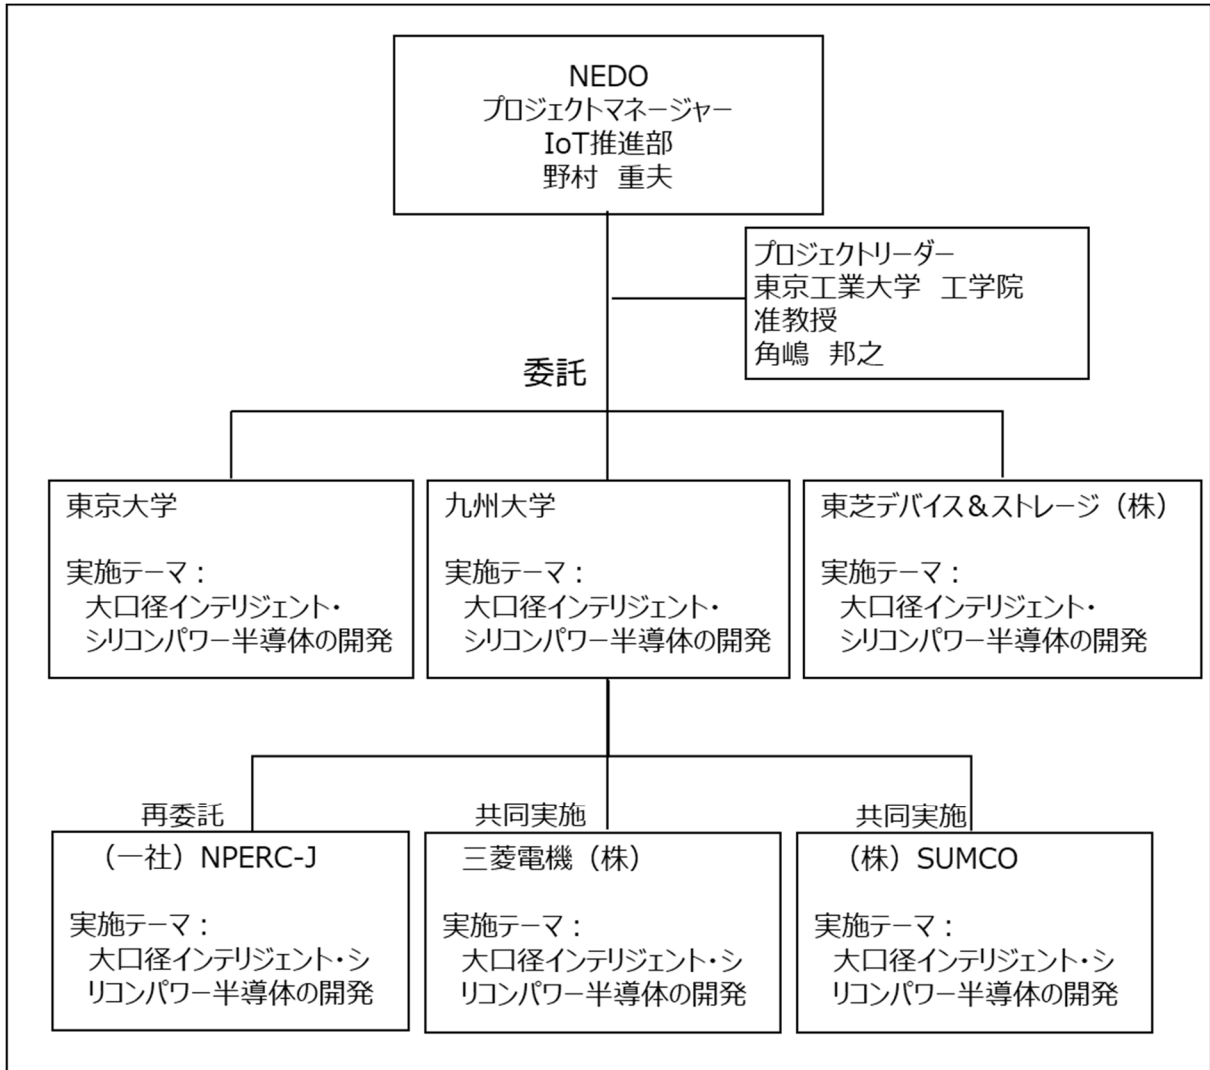 NEDO
プロジェクトマネージャー
IoT推進部
野村　重夫
プロジェクトリーダー
東京工業大学　工学院
准教授
角嶋　邦之
委託
東京大学
実施テーマ：
大口径インテリジェント・
シリコンパワー半導体の開発
九州大学
実施テーマ：
大口径インテリジェント・
シリコンパワー半導体の開発
東芝デバイス＆ストレージ（株）
実施テーマ：
大口径インテリジェント・
シリコンパワー半導体の開発
再委託
（一社）NPERC-J
実施テーマ：
大口径インテリジェント・シ
リコンパワー半導体の開発
共同実施
三菱電機（株）
実施テーマ：
大口径インテリジェント・シ
リコンパワー半導体の開発
共同実施
（株）SUMCO
実施テーマ：
大口径インテリジェント・シ
リコンパワー半導体の開発